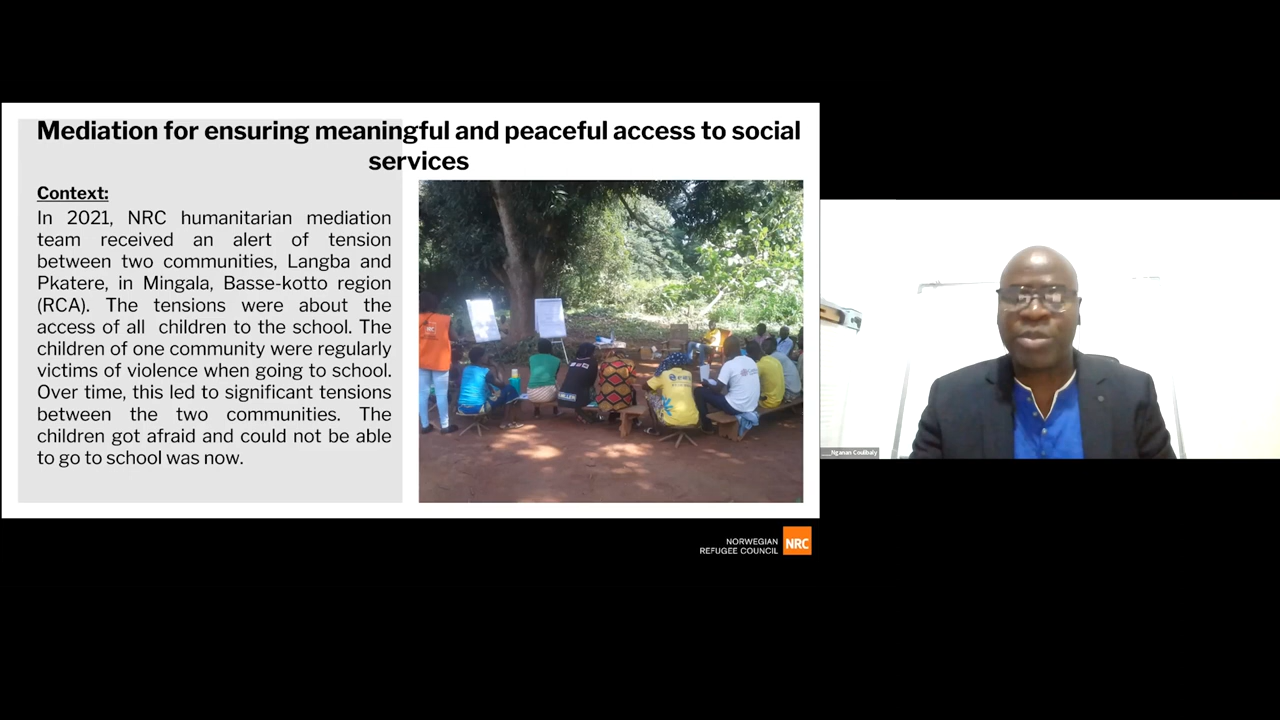 Mediation for ensuring meaningful and peaceful access to social
services
Context:
In 2021, NRC humanitarian mediation
team received an alert of tension
between two communities, Langba and
Pkatere, in Mingala, Basse-kotto region
(RCA). The tensions were about the
access of all children to the school. The
children of one community were regularly
victims of violence when going to school.
Over time, this led to significant tensions
between the two communities. The
children got afraid and could not be able
to go to school was now.
NRC
NORWEGIAN
REFUGEE COUNCIL
NRC
__Nganan Coulibaly